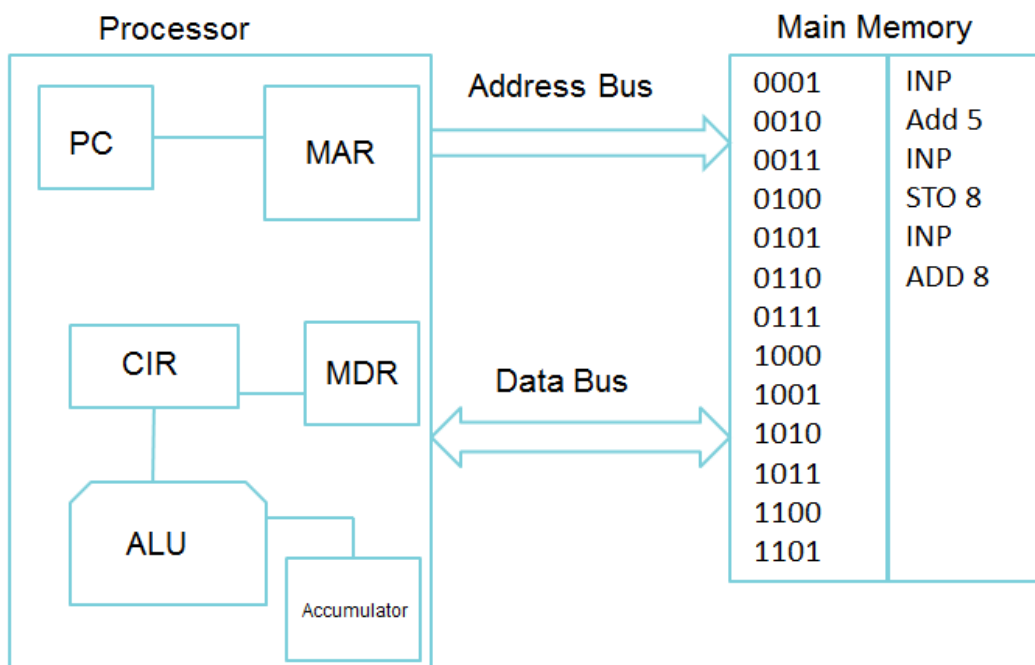 Processor
PC
MAR
CIR
MDR
ALU
Accumulator
Address Bus
Data Bus
Main Memory
0001 INP
0010 Add 5
0011 INP
0100 STO 8
0101 INP
0110 ADD 8
0111
1000
1001
1010
1011
1100
1101